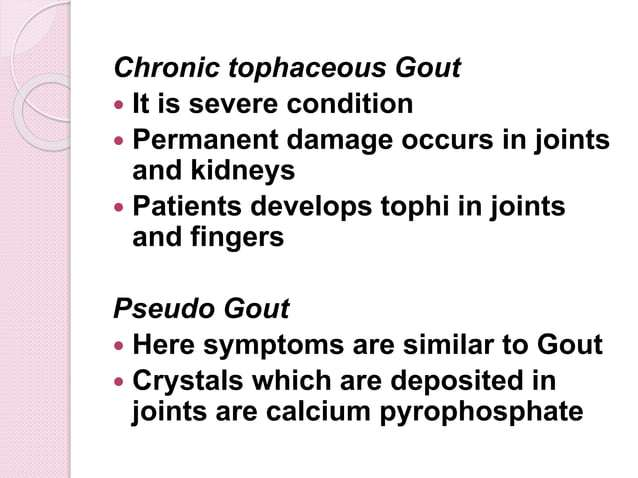 Chronic tophaceous Gout
• It is severe condition
• Permanent damage occurs in joints
and kidneys
• Patients develops tophi in joints
and fingers
Pseudo Gout
• Here symptoms are similar to Gout
• Crystals which are deposited in
joints are calcium pyrophosphate